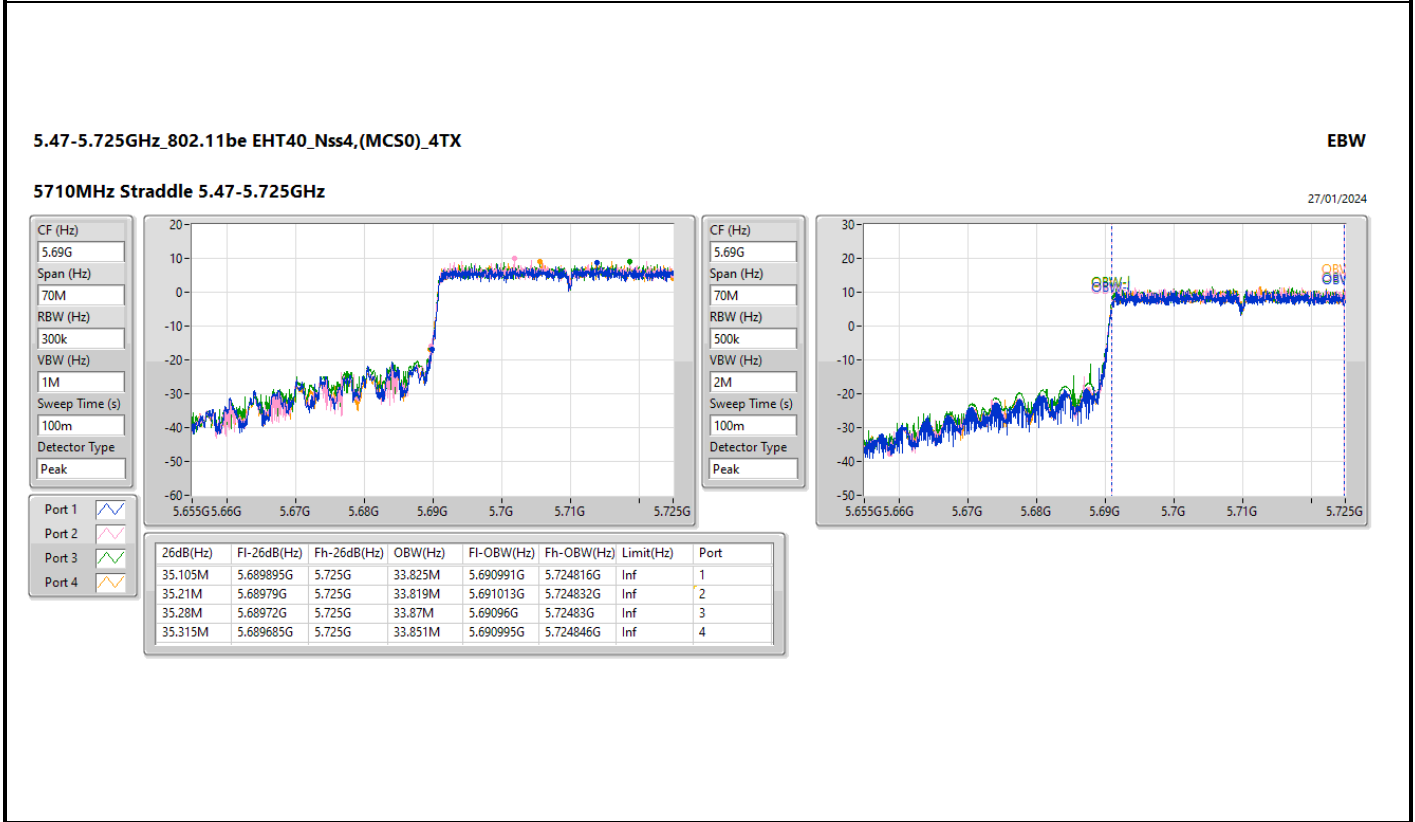 5.47-5.725GHz_802.11be EHT40_Nss4,(MCS0)_4TX
EBW
5710MHz Straddle 5.47-5.725GHz
27/01/2024
CF (Hz)
5.69G
Span (Hz)
70M
RBW (Hz)
300k
VBW (Hz)
1M
Sweep Time (s)
100m
Detector Type
Peak
20
10
0
-10
-20
-30
-40
-50
-60
5.655G 5.66G 5.67G 5.68G 5.69G 5.7G 5.71G 5.725G
CF (Hz)
5.69G
Span (Hz)
70M
RBW (Hz)
500k
VBW (Hz)
2M
Sweep Time (s)
100m
Detector Type
Peak
30
20
10
0
-10
-20
-30
-40
-50
5.655G 5.66G 5.67G 5.68G 5.69G 5.7G 5.71G 5.725G
Port 1
Port 2
Port 3
Port 4
26dB(Hz) Fl-26dB(Hz) Fh-26dB(Hz) OBW(Hz) Fl-OBW(Hz) Fh-OBW(Hz) Limit(Hz) Port
35.105M 5.689895G 5.725G 33.825M 5.690991G 5.724816G Inf 1
35.21M 5.68979G 5.725G 33.819M 5.691013G 5.724832G Inf 2
35.28M 5.68972G 5.725G 33.87M 5.69096G 5.72483G Inf 3
35.315M 5.689685G 5.725G 33.851M 5.690995G 5.724846G Inf 4